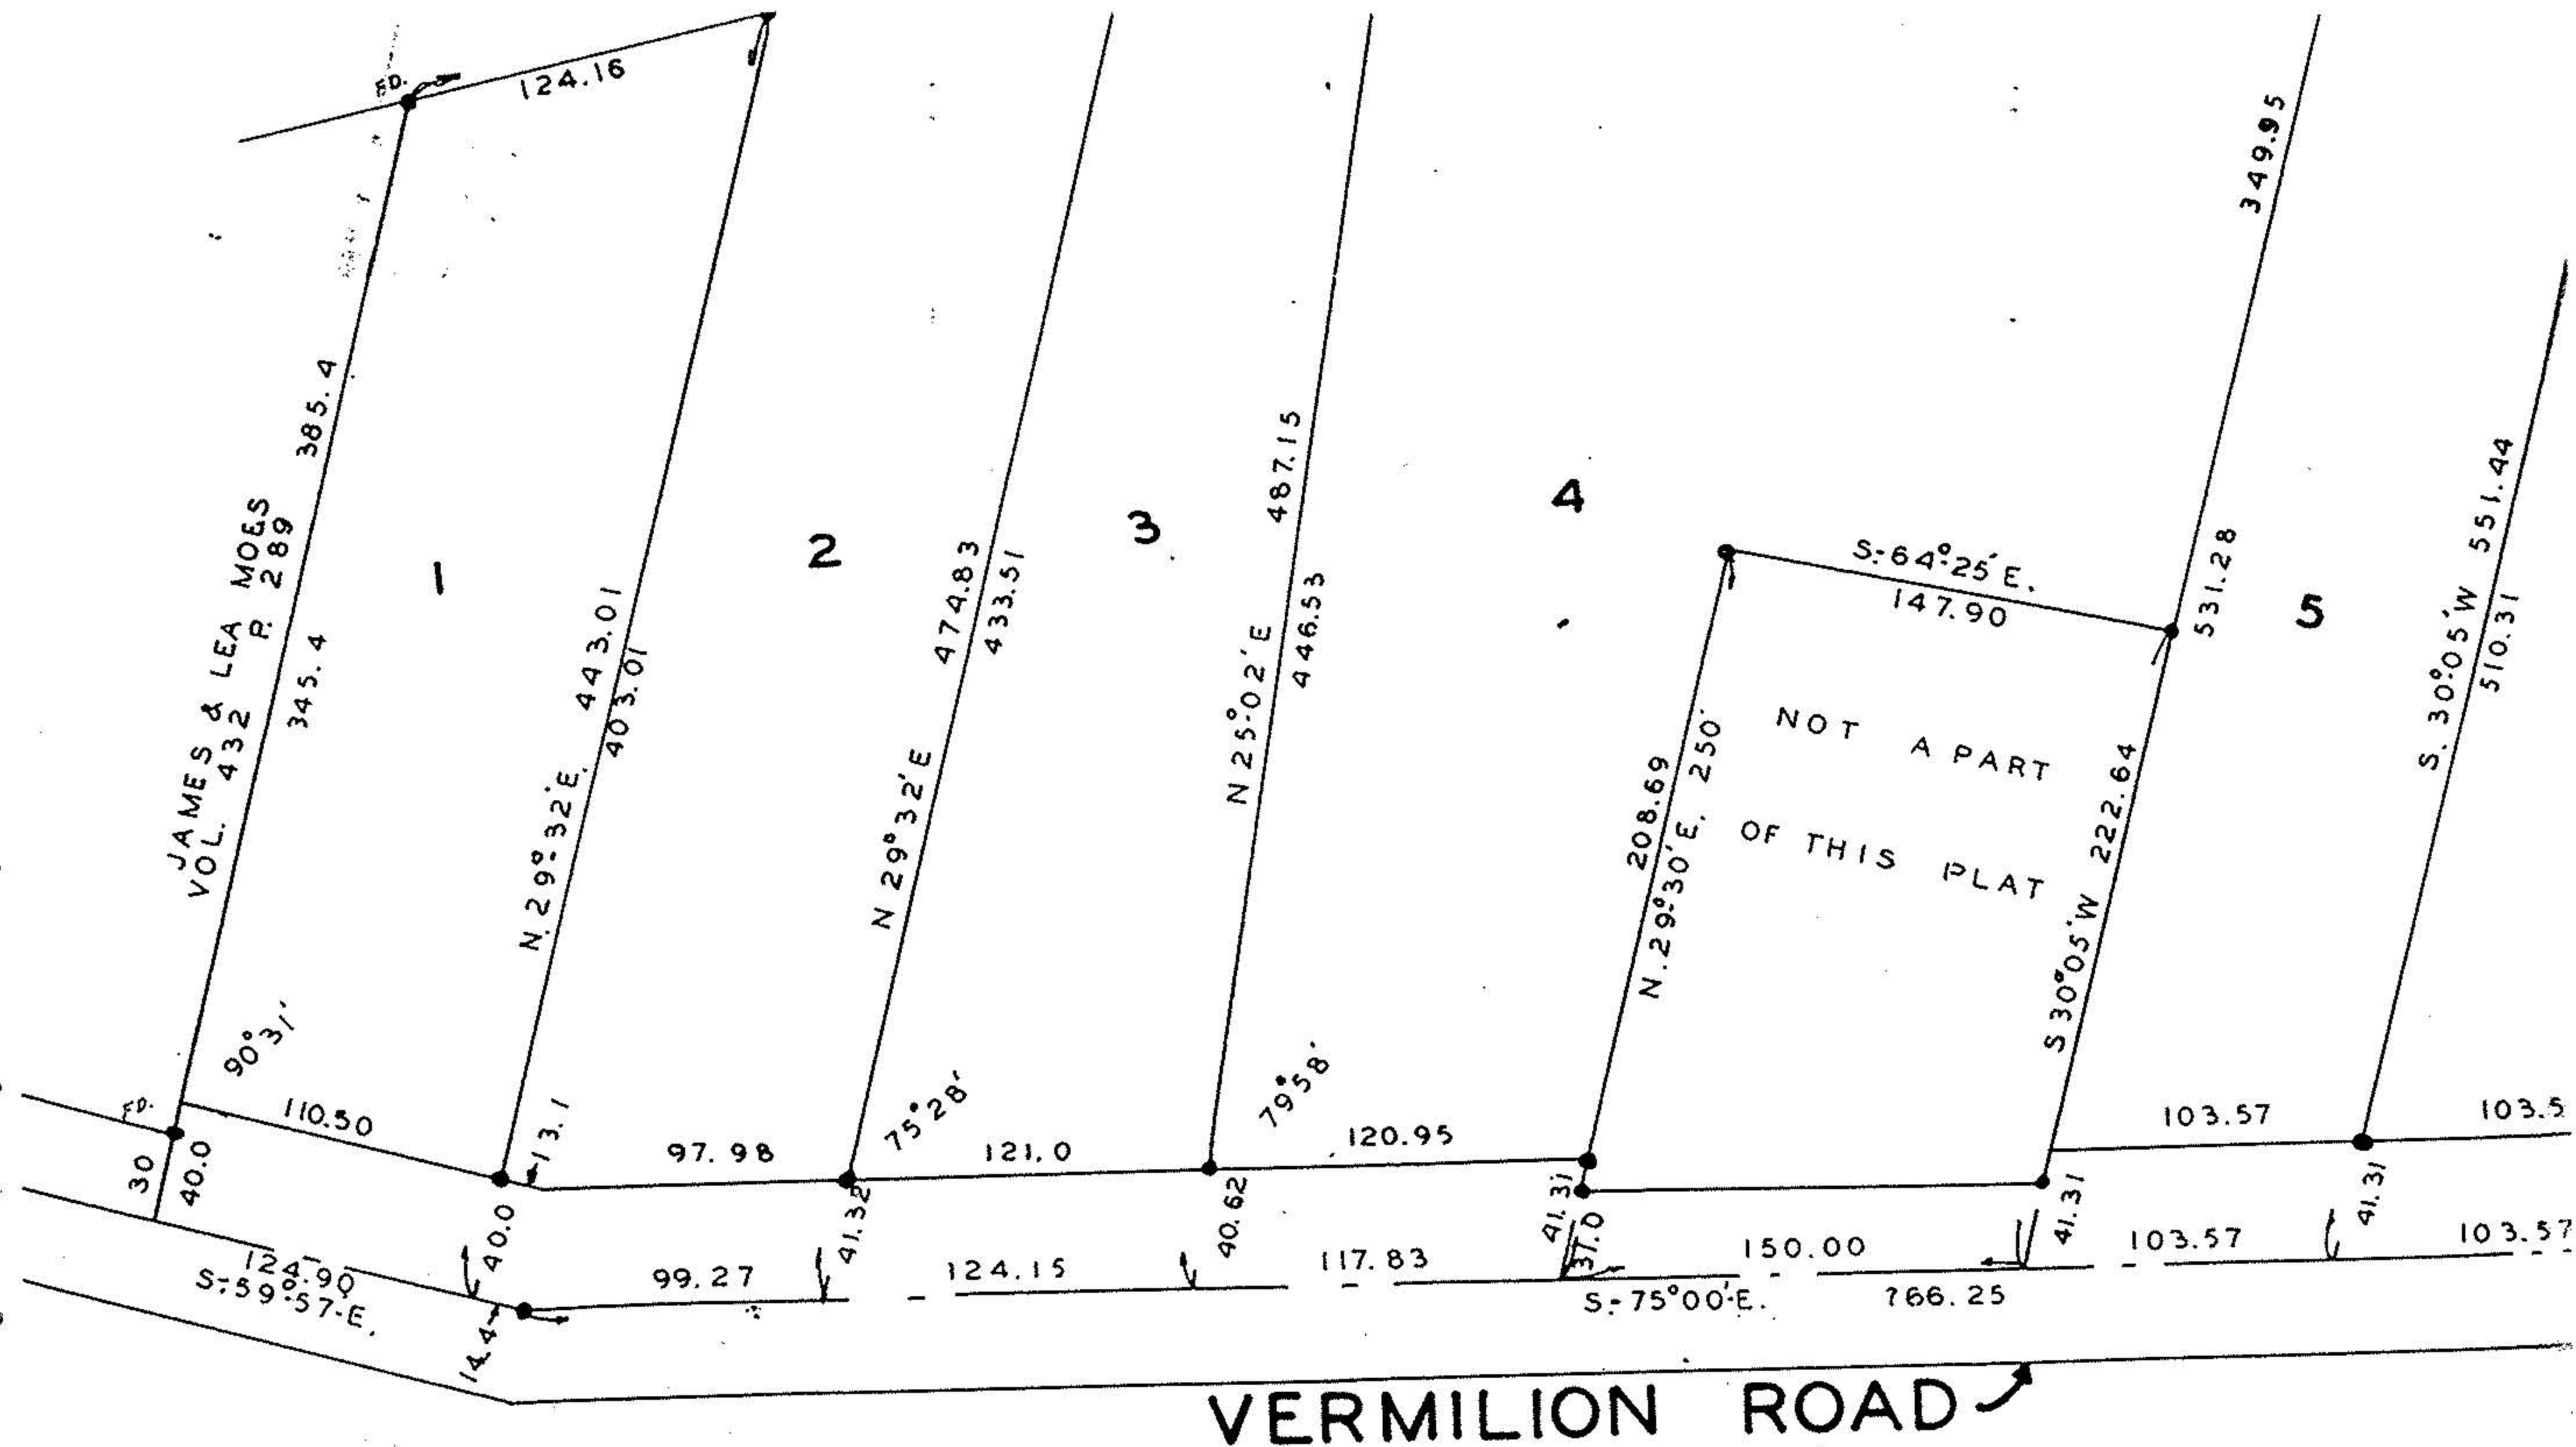 FD.
124.16
349.95
JAMES & LEA MOES 385.4
VOL. 432 P. 289
345.4
1
N. 29°-32'E. 443.01
403.01
2
N 29°32'E 474.83
433.51
3
N 25°02'E 487.15
446.53
4
S.-64°25'E.
147.90
531.28
5
S. 30°05'W 551.44
510.31
208.69
N. 29°30'E. 250'
NOT A PART
OF THIS PLAT
S 30°05'W 222.64
90°31'
75°28'
79°58'
FD.
110.50
13.1
97.98
121.0
120.95
103.57
103.5
30
40.0
40.0
41.32
40.62
41.31
37.0
41.31
41.31
124.90
S.-59°-57-E.
14.4
99.27
124.15
117.83
150.00
103.57
103.57
S.-75°00'-E. 766.25
VERMILION ROAD